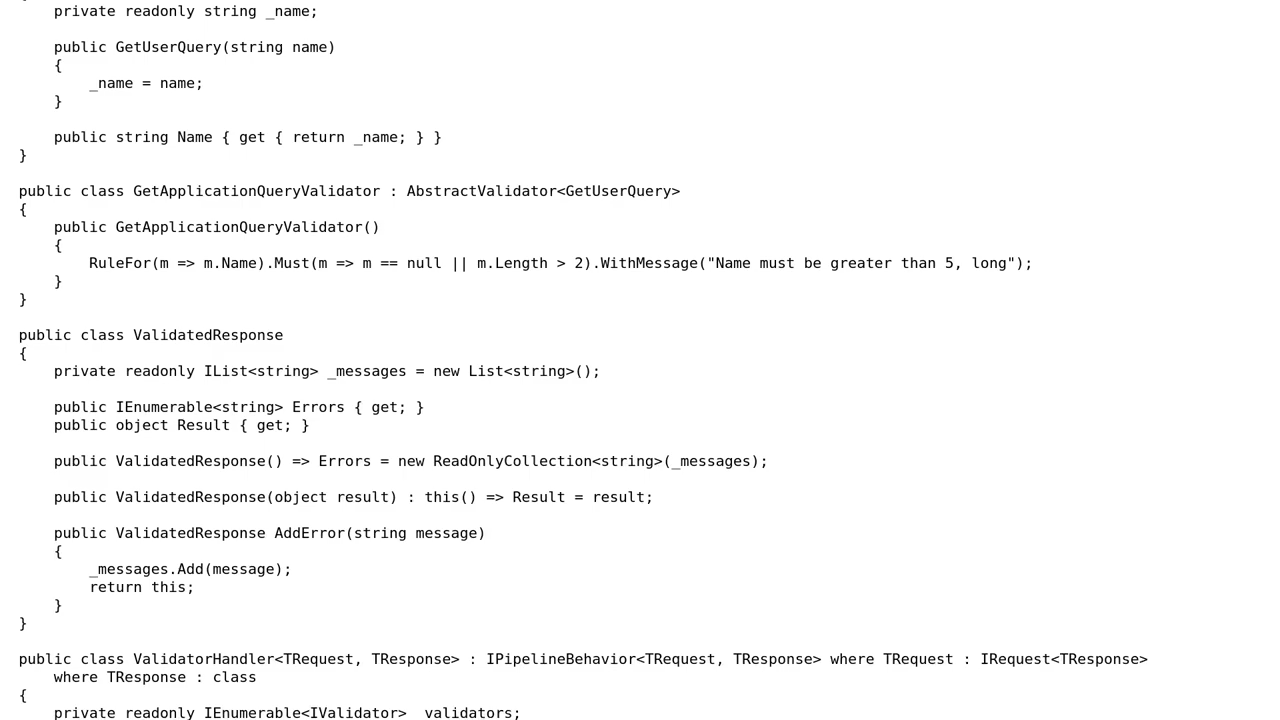 {
    private readonly string _name;

    public GetUserQuery(string name)
    {
        _name = name;
    }

    public string Name { get { return _name; } }
}

public class GetApplicationQueryValidator : AbstractValidator<GetUserQuery>
{
    public GetApplicationQueryValidator()
    {
        RuleFor(m => m.Name).Must(m => m == null || m.Length > 2).WithMessage("Name must be greater than 5, long");
    }
}

public class ValidatedResponse
{
    private readonly IList<string> _messages = new List<string>();

    public IEnumerable<string> Errors { get; }
    public object Result { get; }

    public ValidatedResponse() => Errors = new ReadOnlyCollection<string>(_messages);

    public ValidatedResponse(object result) : this() => Result = result;

    public ValidatedResponse AddError(string message)
    {
        _messages.Add(message);
        return this;
    }
}

public class ValidatorHandler<TRequest, TResponse> : IPipelineBehavior<TRequest, TResponse> where TRequest : IRequest<TResponse>
    where TResponse : class
{
    private readonly IEnumerable<IValidator> _validators;